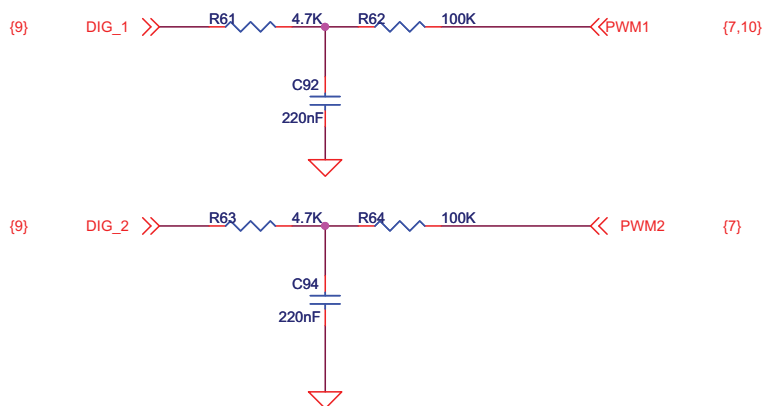 {9} DIG_1 R61 4.7K R62 100K PWM1 {7,10}
C92
220nF
{9} DIG_2 R63 4.7K R64 100K PWM2 {7}
C94
220nF